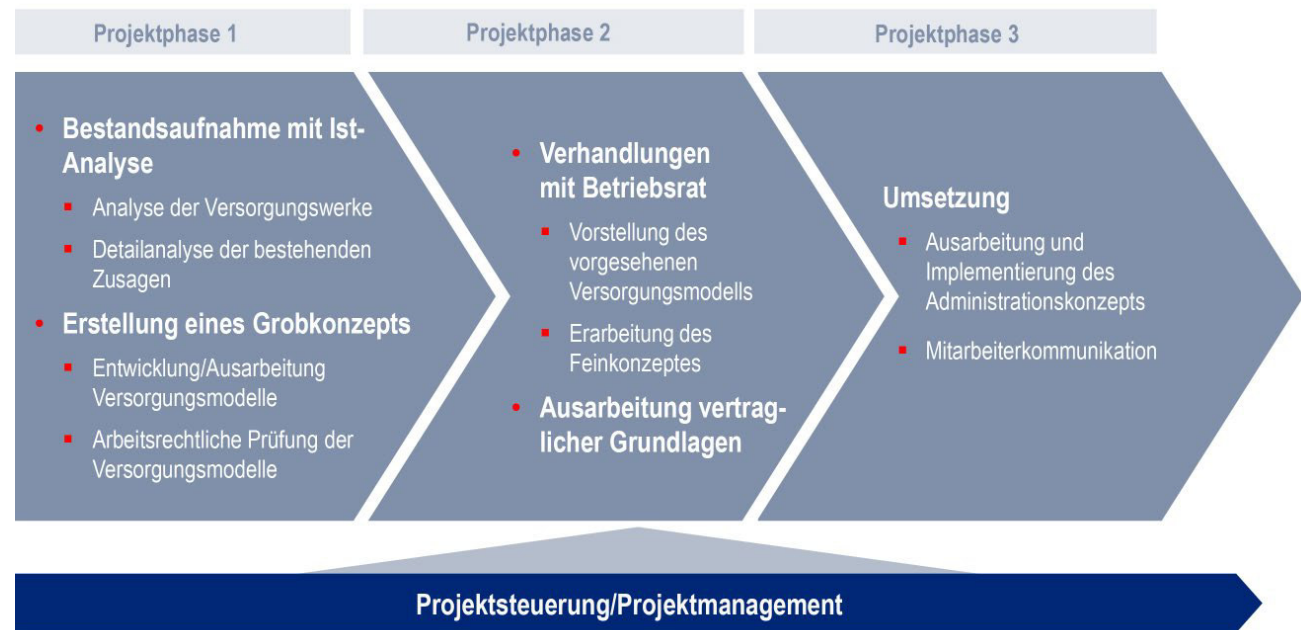 Projektphase 1
Projektphase 2
Projektphase 3
• Bestandsaufnahme mit Ist-
Analyse
▪ Analyse der Versorgungswerke
▪ Detailanalyse der bestehenden
Zusagen
• Erstellung eines Grobkonzepts
▪ Entwicklung/Ausarbeitung
Versorgungsmodelle
▪ Arbeitsrechtliche Prüfung der
Versorgungsmodelle
• Verhandlungen
mit Betriebsrat
▪ Vorstellung des
vorgesehenen
Versorgungsmodells
▪ Erarbeitung des
Feinkonzeptes
• Ausarbeitung vertrag-
licher Grundlagen
Umsetzung
▪ Ausarbeitung und
Implementierung des
Administrationskonzepts
▪ Mitarbeiterkommunikation
Projektsteuerung/Projektmanagement